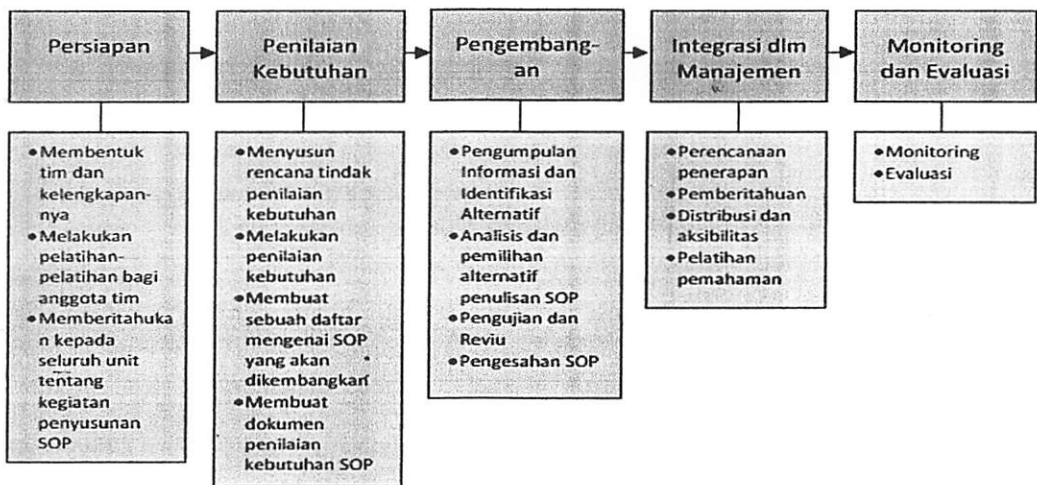 Persiapan
Penilaian
Kebutuhan
Pengembang-
an
Integrasi dlm
Manajemen
Monitoring
dan Evaluasi
•Membentuk
tim dan
kelengkapan-
nya
•Melakukan
pelatihan-
pelatihan bagi
anggota tim
•Memberitahuka
n kepada
seluruh unit
tentang
kegiatan
penyusunan
SOP
•Menyusun
rencana tindak
penilaian
kebutuhan
•Melakukan
penilaian
kebutuhan
•Membuat
sebuah daftar
mengenai SOP
yang akan
dikembangkan
•Membuat
dokumen
penilaian
kebutuhan SOP
•Pengumpulan
Informasi dan
Identifikasi
Alternatif
•Analisis dan
pemilihan
alternatif
penulisan SOP
•Pengujian dan
Reviu
•Pengesahan SOP
•Perencanaan
penerapan
•Pemberitahuan
•Distribusi dan
aksibilitas
•Pelatihan
pemahaman
•Monitoring
•Evaluasi